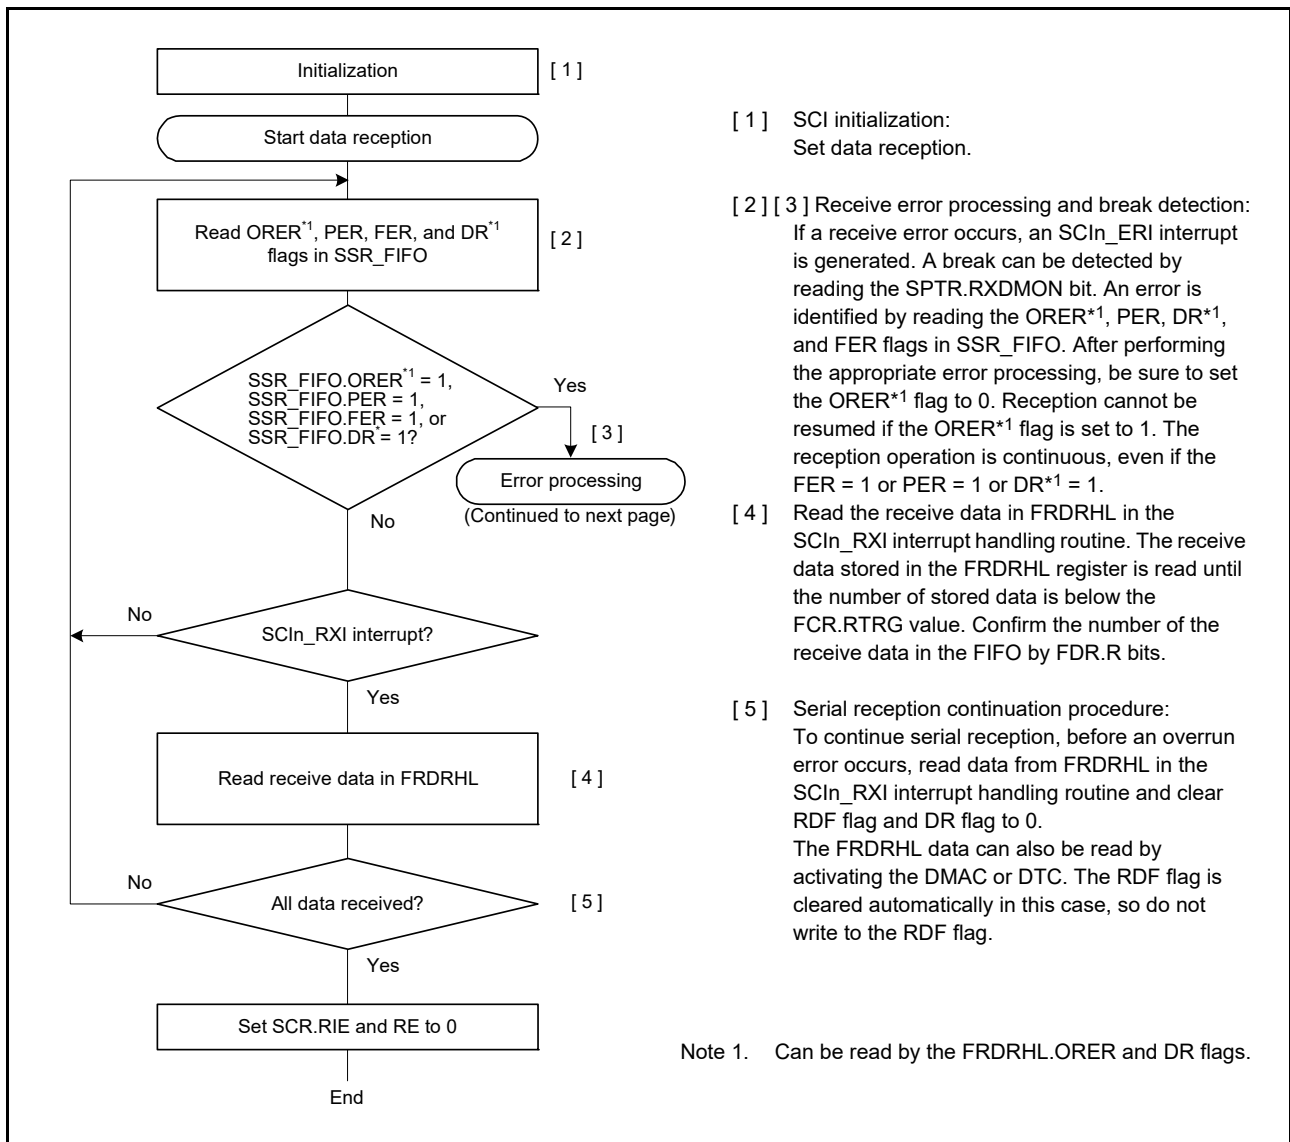 Initialization
[ 1 ]
Start data reception
Read ORER*1, PER, FER, and DR*1
flags in SSR_FIFO
[ 2 ]
SSR_FIFO.ORER*1 = 1,
SSR_FIFO.PER = 1,
SSR_FIFO.FER = 1, or
SSR_FIFO.DR*= 1?
Yes
[ 3 ]
Error processing
(Continued to next page)
No
No
SCIn_RXI interrupt?
Yes
Read receive data in FRDRHL
[ 4 ]
No
All data received?
[ 5 ]
Yes
Set SCR.RIE and RE to 0
End
[ 1 ] SCI initialization:
Set data reception.
[ 2 ] [ 3 ] Receive error processing and break detection:
If a receive error occurs, an SCIn_ERI interrupt
is generated. A break can be detected by
reading the SPTR.RXDMON bit. An error is
identified by reading the ORER*1, PER, DR*1,
and FER flags in SSR_FIFO. After performing
the appropriate error processing, be sure to set
the ORER*1 flag to 0. Reception cannot be
resumed if the ORER*1 flag is set to 1. The
reception operation is continuous, even if the
FER = 1 or PER = 1 or DR*1 = 1.
[ 4 ] Read the receive data in FRDRHL in the
SCIn_RXI interrupt handling routine. The receive
data stored in the FRDRHL register is read until
the number of stored data is below the
FCR.RTRG value. Confirm the number of the
receive data in the FIFO by FDR.R bits.
[ 5 ] Serial reception continuation procedure:
To continue serial reception, before an overrun
error occurs, read data from FRDRHL in the
SCIn_RXI interrupt handling routine and clear
RDF flag and DR flag to 0.
The FRDRHL data can also be read by
activating the DMAC or DTC. The RDF flag is
cleared automatically in this case, so do not
write to the RDF flag.
Note 1. Can be read by the FRDRHL.ORER and DR flags.